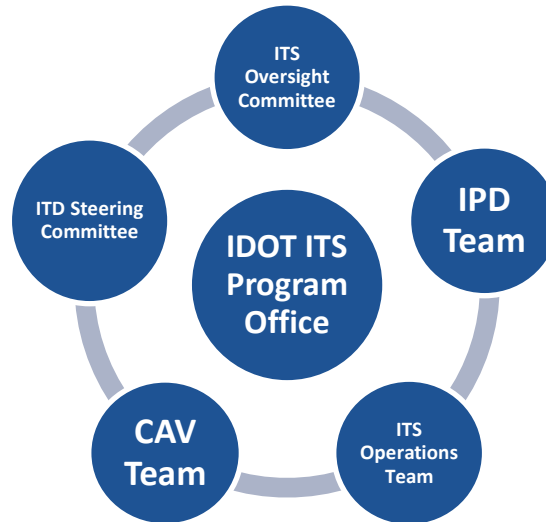 ITS
Oversight
Committee
IPD
Team
ITD Steering
Committee
IDOT ITS
Program
Office
CAV
Team
ITS
Operations
Team